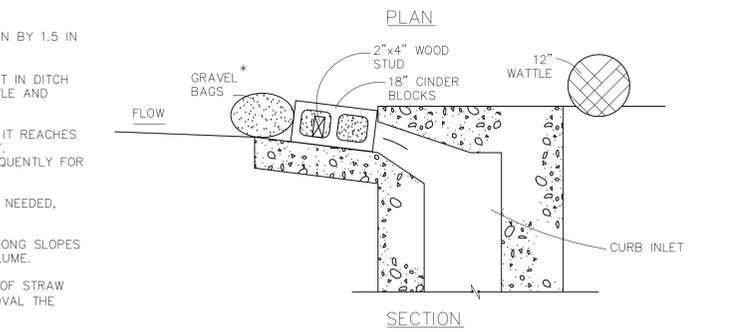 N BY 1.5 IN
T IN DITCH
LE AND
IT REACHES
T.
QUENTLY FOR
NEEDED,
ONG SLOPES
LUME.
OF STRAW
OVAL THE
PLAN
2"x4" WOOD
STUD
18" CINDER
BLOCKS
GRAVEL *
BAGS
FLOW
12"
WATTLE
CURB INLET
SECTION